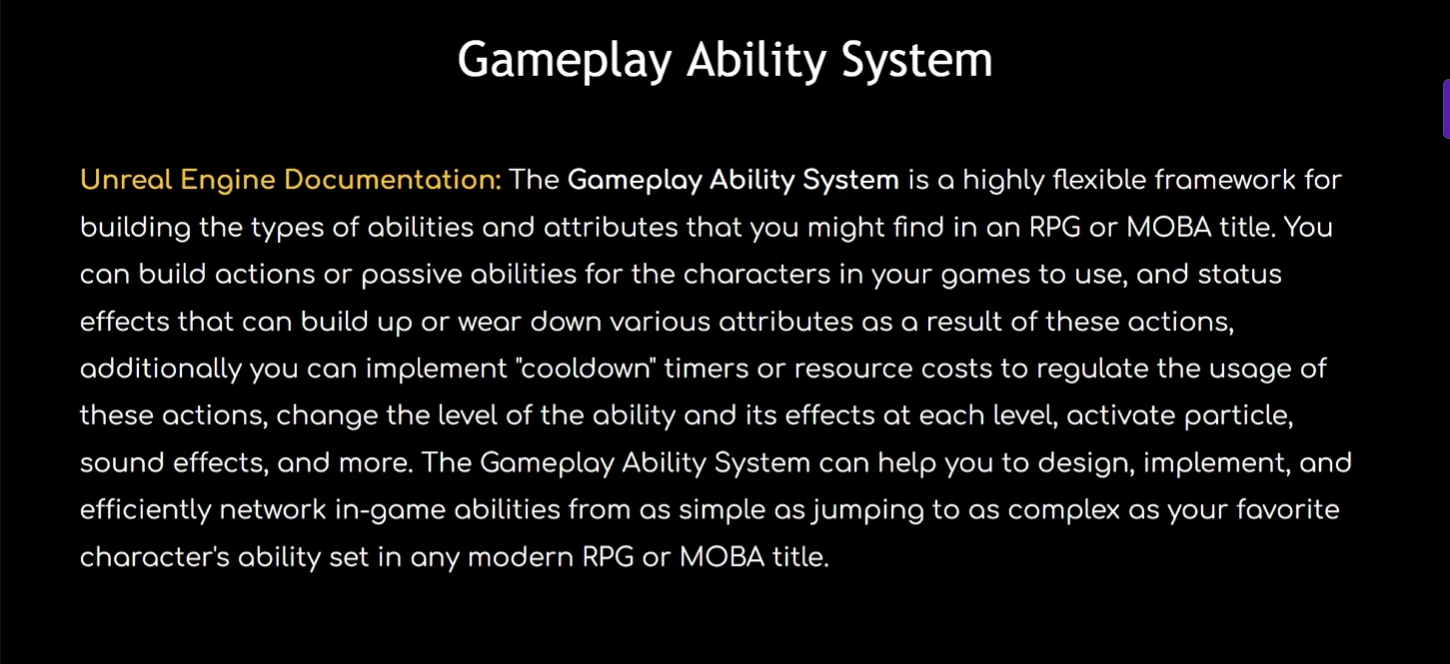 Gameplay Ability System
Unreal Engine Documentation: The Gameplay Ability System is a highly flexible framework for
building the types of abilities and attributes that you might find in an RPG or MOBA title. You
can build actions or passive abilities for the characters in your games to use, and status
effects that can build up or wear down various attributes as a result of these actions,
additionally you can implement "cooldown" timers or resource costs to regulate the usage of
these actions, change the level of the ability and its effects at each level, activate particle,
sound effects, and more. The Gameplay Ability System can help you to design, implement, and
efficiently network in-game abilities from as simple as jumping to as complex as your favorite
character's ability set in any modern RPG or MOBA title.